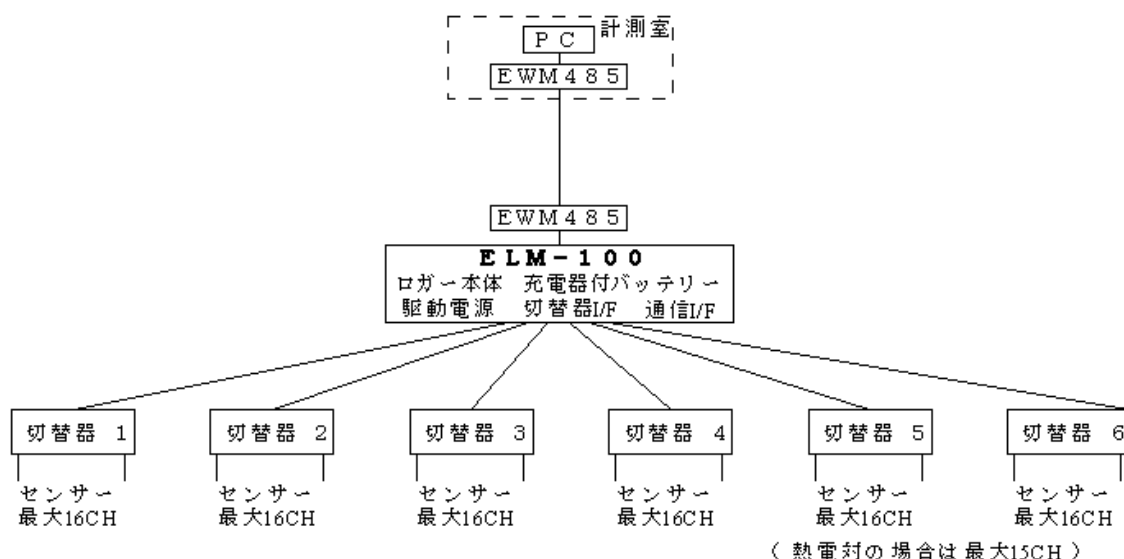 計測室
ＰＣ
ＥＷＭ４８５
ＥＷＭ４８５
ＥＬＭ－１００
ロガー本体　充電器付バッテリー
駆動電源　切替器I/F　通信I/F
切替器 1　切替器 2　切替器 3　切替器 4　切替器 5　切替器 6
センサー　センサー　センサー　センサー　センサー　センサー
最大16CH　最大16CH　最大16CH　最大16CH　最大16CH　最大16CH
（ 熱電対の場合は最大15CH ）